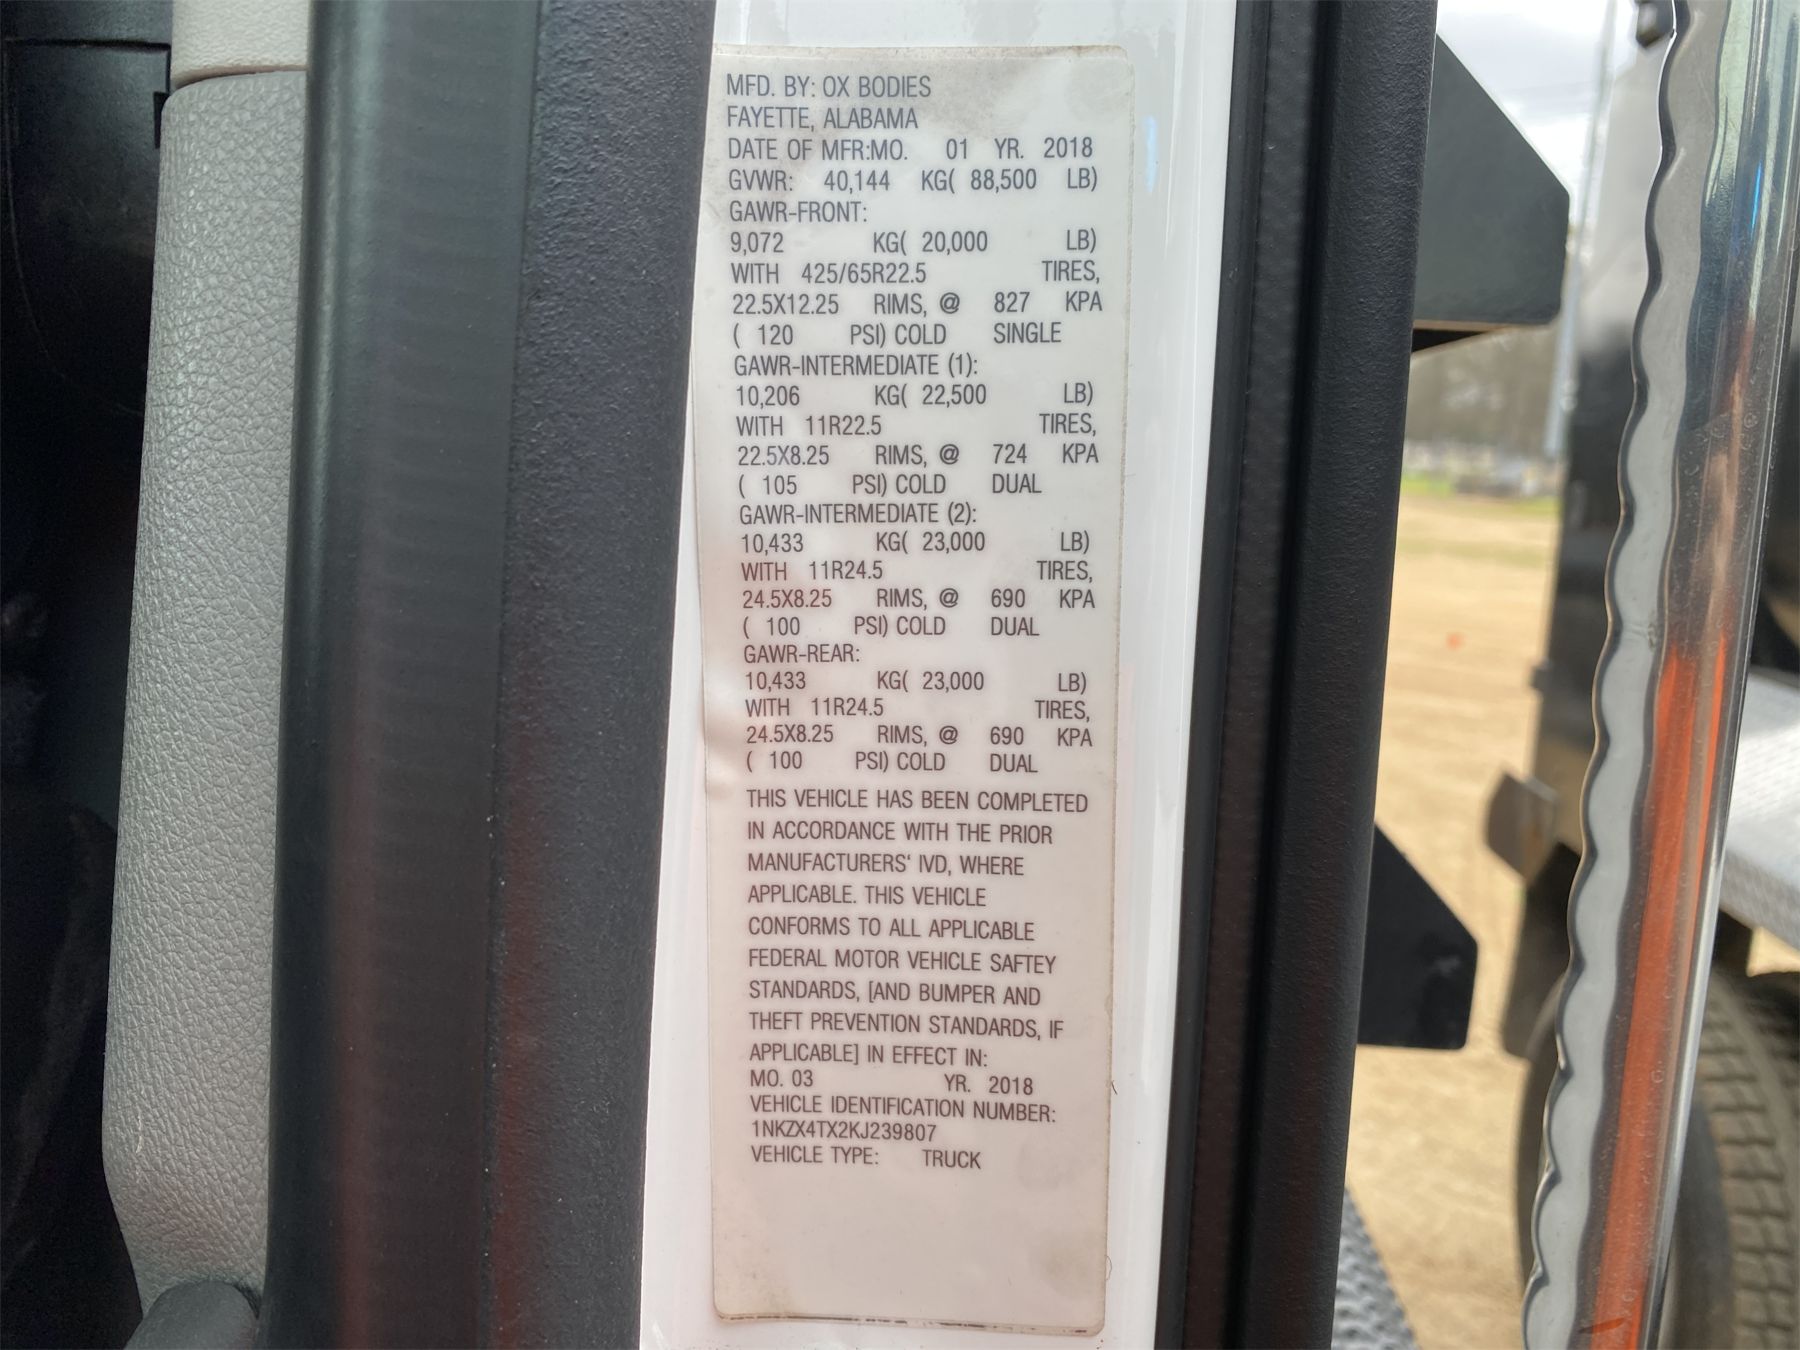 MFD. BY: OX BODIES
FAYETTE, ALABAMA
DATE OF MFR:MO. 01 YR. 2018
GVWR: 40,144 KG( 88,500 LB)
GAWR-FRONT:
9,072 KG( 20,000 LB)
WITH 425/65R22.5 TIRES,
22.5X12.25 RIMS, @ 827 KPA
( 120 PSI) COLD SINGLE
GAWR-INTERMEDIATE (1):
10,206 KG( 22,500 LB)
WITH 11R22.5 TIRES,
22.5X8.25 RIMS, @ 724 KPA
( 105 PSI) COLD DUAL
GAWR-INTERMEDIATE (2):
10,433 KG( 23,000 LB)
WITH 11R24.5 TIRES,
24.5X8.25 RIMS, @ 690 KPA
( 100 PSI) COLD DUAL
GAWR-REAR:
10,433 KG( 23,000 LB)
WITH 11R24.5 TIRES,
24.5X8.25 RIMS, @ 690 KPA
( 100 PSI) COLD DUAL
THIS VEHICLE HAS BEEN COMPLETED
IN ACCORDANCE WITH THE PRIOR
MANUFACTURERS' IVD, WHERE
APPLICABLE. THIS VEHICLE
CONFORMS TO ALL APPLICABLE
FEDERAL MOTOR VEHICLE SAFTEY
STANDARDS, [AND BUMPER AND
THEFT PREVENTION STANDARDS, IF
APPLICABLE] IN EFFECT IN:
MO. 03 YR. 2018
VEHICLE IDENTIFICATION NUMBER:
1NKZX4TX2KJ239807
VEHICLE TYPE: TRUCK